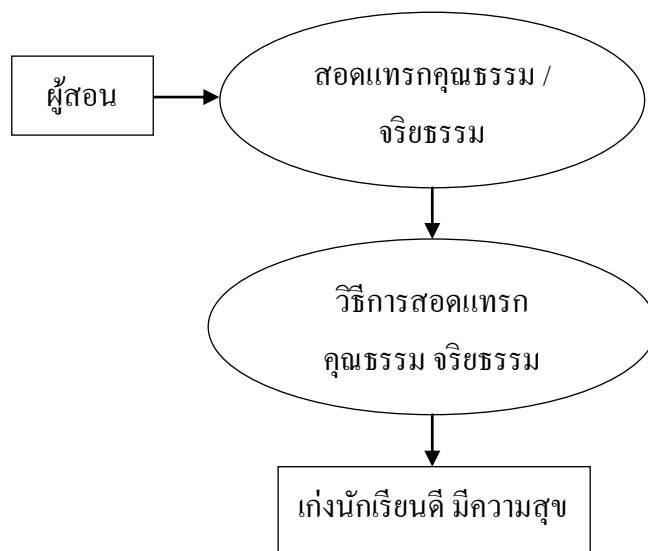 ผู้สอน
สอดแทรกคุณธรรม /
จริยธรรม
วิธีการสอดแทรก
คุณธรรม จริยธรรม
เก่งนักเรียนดี มีความสุข